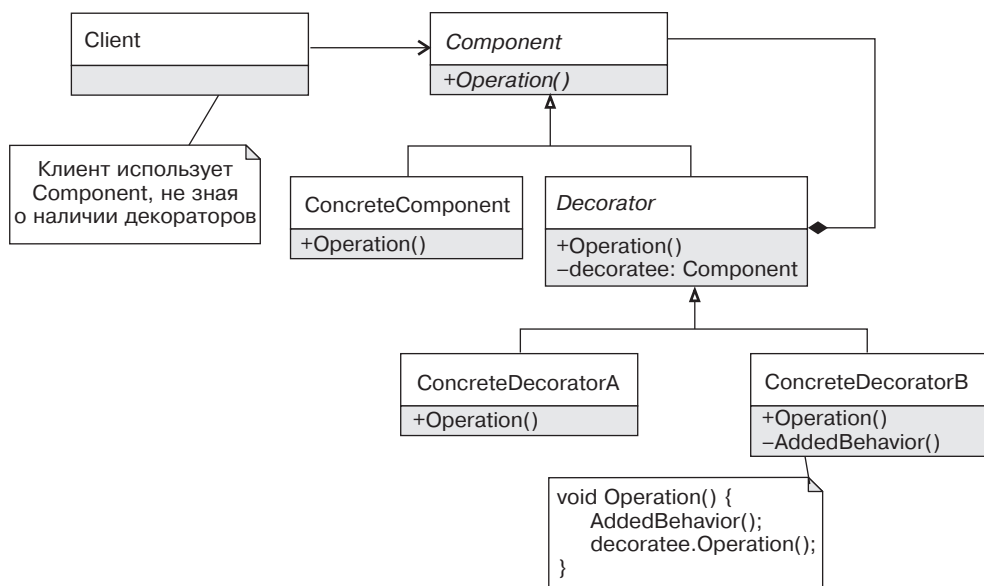 Client
Component
+Operation()
Клиент использует
Component, не зная
о наличии декораторов
ConcreteComponent
+Operation()
Decorator
+Operation()
–decoratee: Component
ConcreteDecoratorA
+Operation()
ConcreteDecoratorB
+Operation()
–AddedBehavior()
void Operation() {
AddedBehavior();
decoratee.Operation();
}